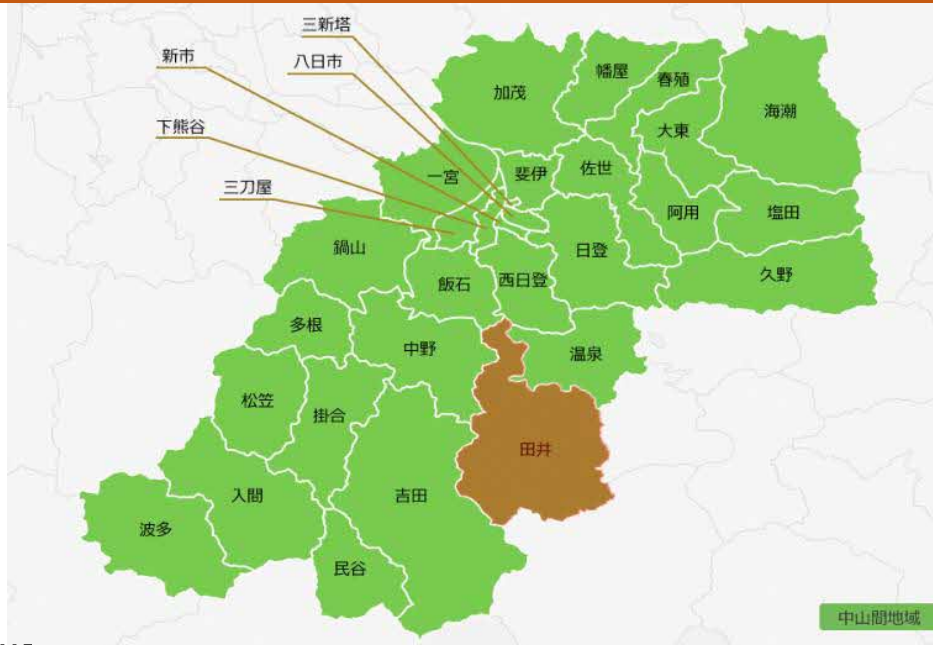 三新塔
新市
八日市
下熊谷
三刀屋
加茂
幡屋
春殖
海潮
大東
一宮
斐伊
佐世
阿用
塩田
鍋山
日登
飯石
西日登
久野
多根
中野
温泉
松笠
掛合
田井
入間
吉田
波多
民谷
中山間地域